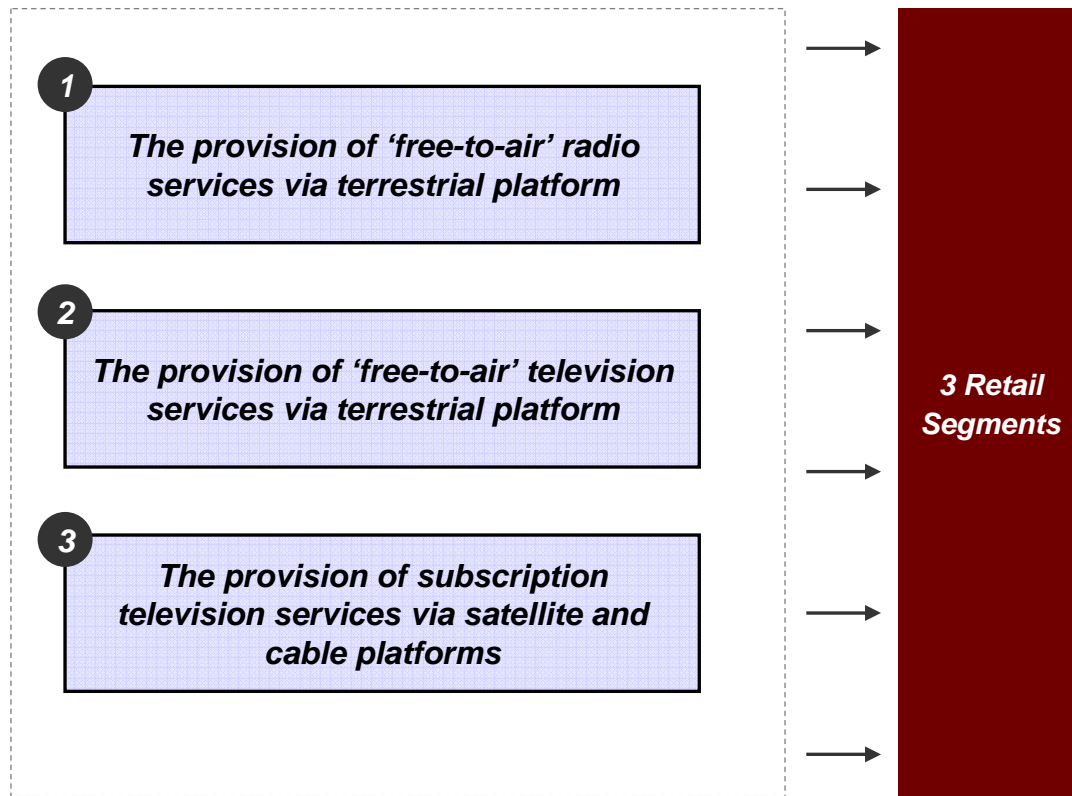 1
The provision of ‘free-to-air’ radio
services via terrestrial platform
2
The provision of ‘free-to-air’ television
services via terrestrial platform
3
The provision of subscription
television services via satellite and
cable platforms
3 Retail
Segments